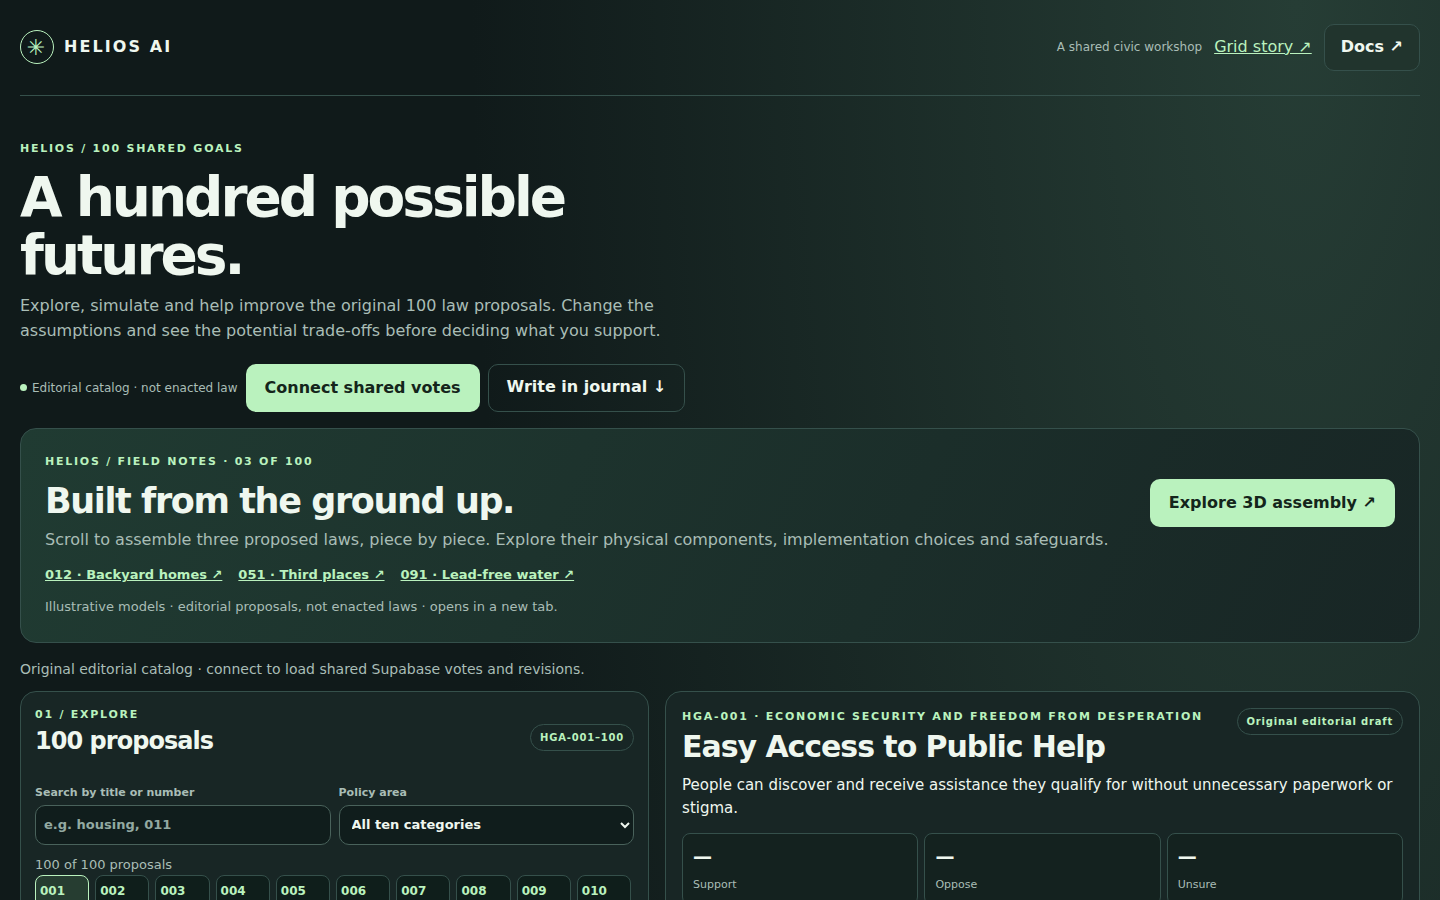 HELIOS AI
A shared civic workshop
Grid story ↗
Docs ↗
HELIOS / 100 SHARED GOALS
A hundred possible
futures.
Explore, simulate and help improve the original 100 law proposals. Change the
assumptions and see the potential trade-offs before deciding what you support.
Editorial catalog · not enacted law
Connect shared votes
Write in journal ↓
HELIOS / FIELD NOTES · 03 OF 100
Built from the ground up.
Explore 3D assembly ↗
Scroll to assemble three proposed laws, piece by piece. Explore their physical components, implementation choices and safeguards.
012 · Backyard homes ↗ 051 · Third places ↗ 091 · Lead-free water ↗
Illustrative models · editorial proposals, not enacted laws · opens in a new tab.
Original editorial catalog · connect to load shared Supabase votes and revisions.
01 / EXPLORE
100 proposals
HGA-001–100
Search by title or number
Policy area
e.g. housing, 011
All ten categories
100 of 100 proposals
001 002 003 004 005 006 007 008 009 010
HGA-001 · ECONOMIC SECURITY AND FREEDOM FROM DESPERATION
Original editorial draft
Easy Access to Public Help
People can discover and receive assistance they qualify for without unnecessary paperwork or
stigma.
— — —
Support Oppose Unsure